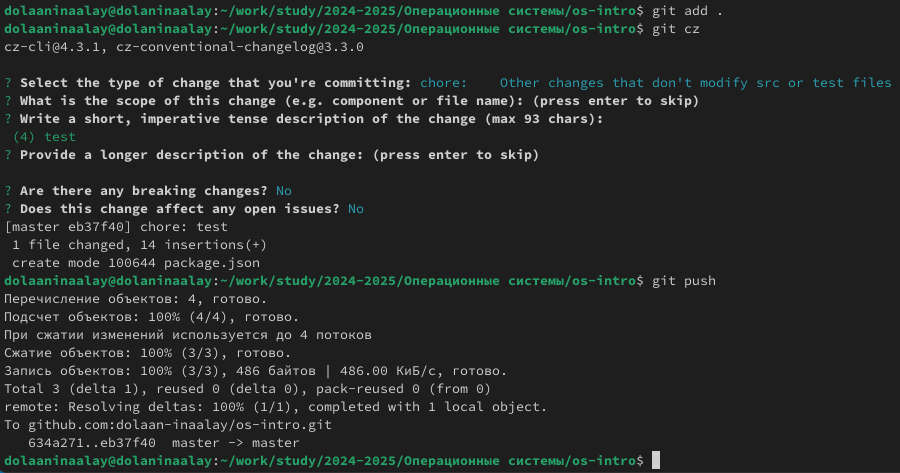 dolaaninaalay@dolaninaalay:~/work/study/2024-2025/Операционные системы/os-intro$ git add .
dolaaninaalay@dolaninaalay:~/work/study/2024-2025/Операционные системы/os-intro$ git cz
cz-cli@4.3.1, cz-conventional-changelog@3.3.0
? Select the type of change that you're committing: chore:    Other changes that don't modify src or test files
? What is the scope of this change (e.g. component or file name): (press enter to skip)
? Write a short, imperative tense description of the change (max 93 chars):
(4) test
? Provide a longer description of the change: (press enter to skip)
? Are there any breaking changes? No
? Does this change affect any open issues? No
[master eb37f40] chore: test
1 file changed, 14 insertions(+)
create mode 100644 package.json
dolaaninaalay@dolaninaalay:~/work/study/2024-2025/Операционные системы/os-intro$ git push
Перечисление объектов: 4, готово.
Подсчет объектов: 100% (4/4), готово.
При сжатии изменений используется до 4 потоков
Сжатие объектов: 100% (3/3), готово.
Запись объектов: 100% (3/3), 486 байтов | 486.00 КиБ/с, готово.
Total 3 (delta 1), reused 0 (delta 0), pack-reused 0 (from 0)
remote: Resolving deltas: 100% (1/1), completed with 1 local object.
To github.com:dolaan-inaalay/os-intro.git
634a271..eb37f40  master -> master
dolaaninaalay@dolaninaalay:~/work/study/2024-2025/Операционные системы/os-intro$